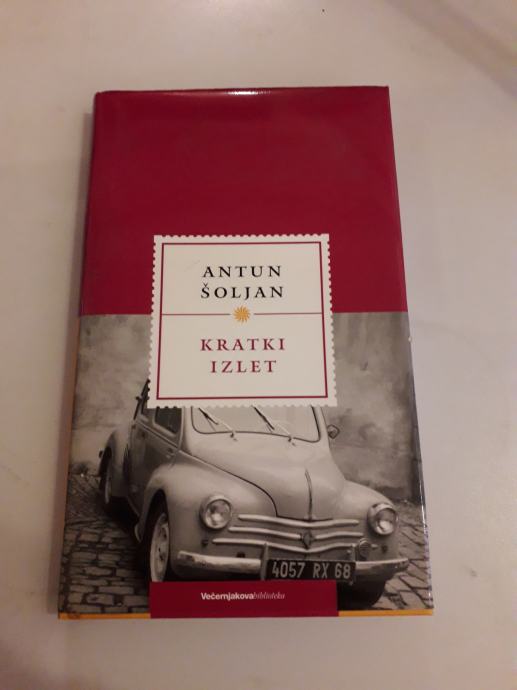 ANTUN
ŠOLJAN
KRATKI
IZLET
4057 RX 68
Večernjakovabiblioteka